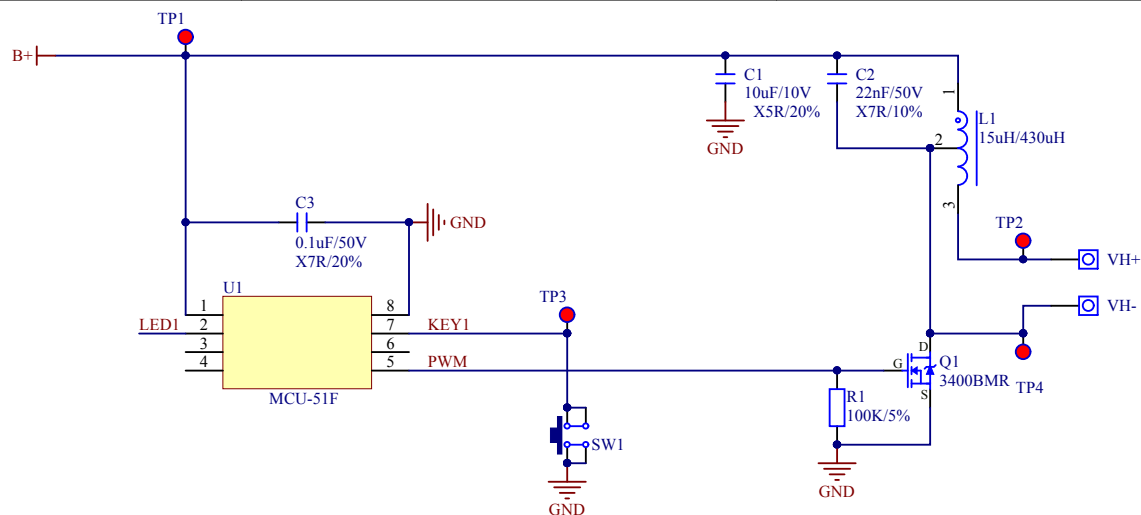 TP1
B+
C1
10uF/10V
X5R/20%
GND
C2
22nF/50V
X7R/10%
1
2
3
L1
15uH/430uH
C3
0.1uF/50V
X7R/20%
GND
TP2
VH+
VH-
TP4
U1
1
2
3
4
8
7
6
5
LED1
KEY1
PWM
MCU-51F
TP3
SW1
GND
D
G
S
Q1
3400BMR
R1
100K/5%
GND